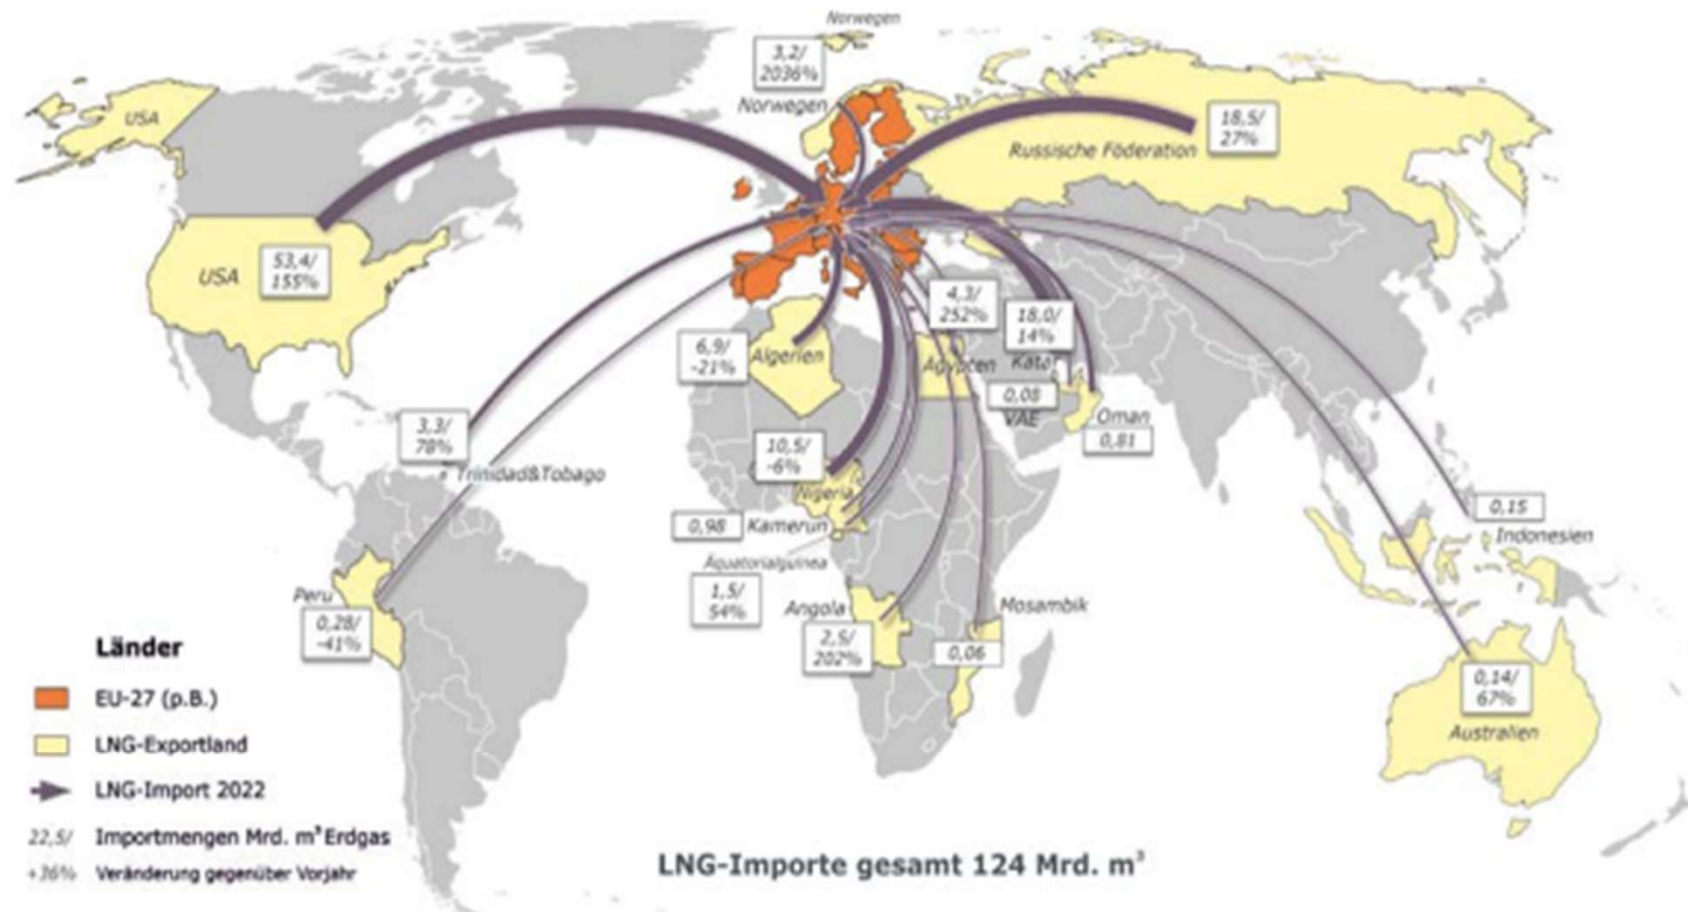 Norwegen
3,2/
2036%
Norwegen
USA
18,5/
27%
Russische Föderation
USA
53,4/
155%
4,3/
252%
18,0/
14%
6,9/
-21%
Algerien
Ägypten
Katar
0,08
VAE
Oman
0,81
3,3/
78%
Trinidad&Tobago
10,5/
-6%
Nigeria
0,98
Kamerun
0,15
Indonesien
Äquatorialguinea
1,5/
54%
Angola
2,5/
202%
Mosambik
0,06
Peru
0,28/
-41%
0,14/
67%
Australien
Länder
EU-27 (p.B.)
LNG-Exportland
LNG-Import 2022
22,5/ Importmengen Mrd. m³ Erdgas
+36% Veränderung gegenüber Vorjahr
LNG-Importe gesamt 124 Mrd. m³